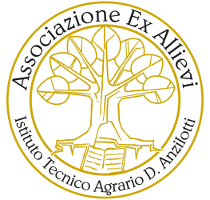 Associazione Ex Allievi
Istituto Tecnico Agrario D. Anzilotti